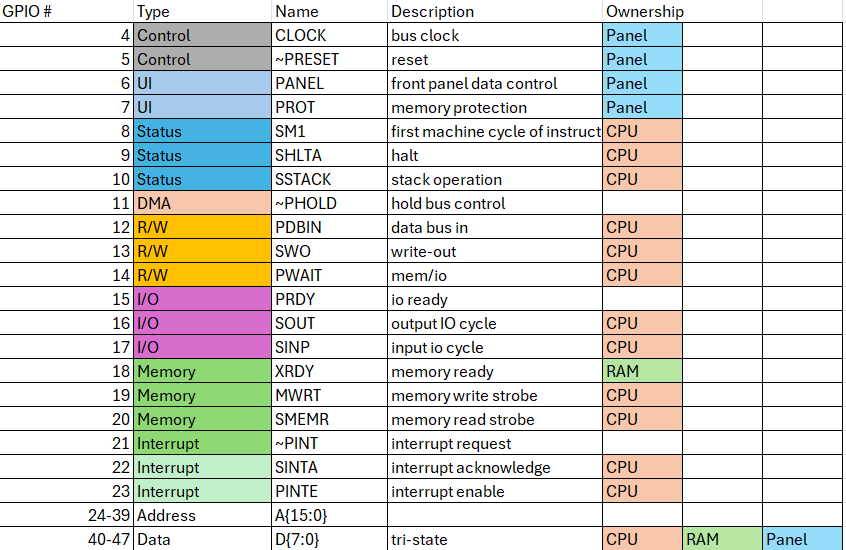 GPIO # Type Name Description Ownership
4 Control CLOCK bus clock Panel
5 Control ~PRESET reset Panel
6 UI PANEL front panel data control Panel
7 UI PROT memory protection Panel
8 Status SM1 first machine cycle of instruct CPU
9 Status SHLTA halt CPU
10 Status SSTACK stack operation CPU
11 DMA ~PHOLD hold bus control
12 R/W PDBIN data bus in CPU
13 R/W SWO write-out CPU
14 R/W PWAIT mem/io CPU
15 I/O PRDY io ready
16 I/O SOUT output IO cycle CPU
17 I/O SINP input io cycle CPU
18 Memory XRDY memory ready RAM
19 Memory MWRT memory write strobe CPU
20 Memory SMEMR memory read strobe CPU
21 Interrupt ~PINT interrupt request
22 Interrupt SINTA interrupt acknowledge CPU
23 Interrupt PINTE interrupt enable CPU
24-39 Address A{15:0}
40-47 Data D{7:0} tri-state CPU RAM Panel